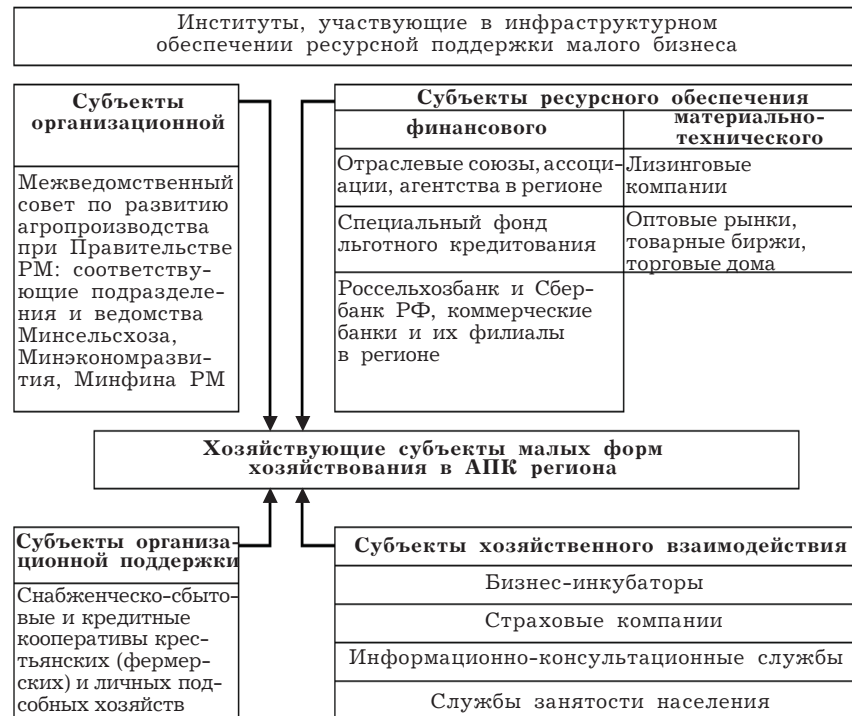 Институты, участвующие в инфраструктурном
обеспечении ресурсной поддержки малого бизнеса
Субъекты
организационной
Межведомственный
совет по развитию
агропроизводства
при Правительстве
РМ: соответству-
ющие подразделе-
ния и ведомства
Минсельсхоза,
Минэкономразви-
тия, Минфина РМ
Субъекты ресурсного обеспечения
финансового
материально-
технического
Отраслевые союзы, ассоци-
ации, агентства в регионе
Лизинговые
компании
Специальный фонд
льготного кредитования
Оптовые рынки,
товарные биржи,
торговые дома
Россельхозбанк и Сбер-
банк РФ, коммерческие
банки и их филиалы
в регионе
Хозяйствующие субъекты малых форм
хозяйствования в АПК региона
Субъекты организа-
ционной поддержки
Снабженческо-сбыто-
вые и кредитные
кооперативы крес-
тьянских (фермер-
ских) и личных под-
собных хозяйств
Субъекты хозяйственного взаимодействия
Бизнес-инкубаторы
Страховые компании
Информационно-консультационные службы
Службы занятости населения